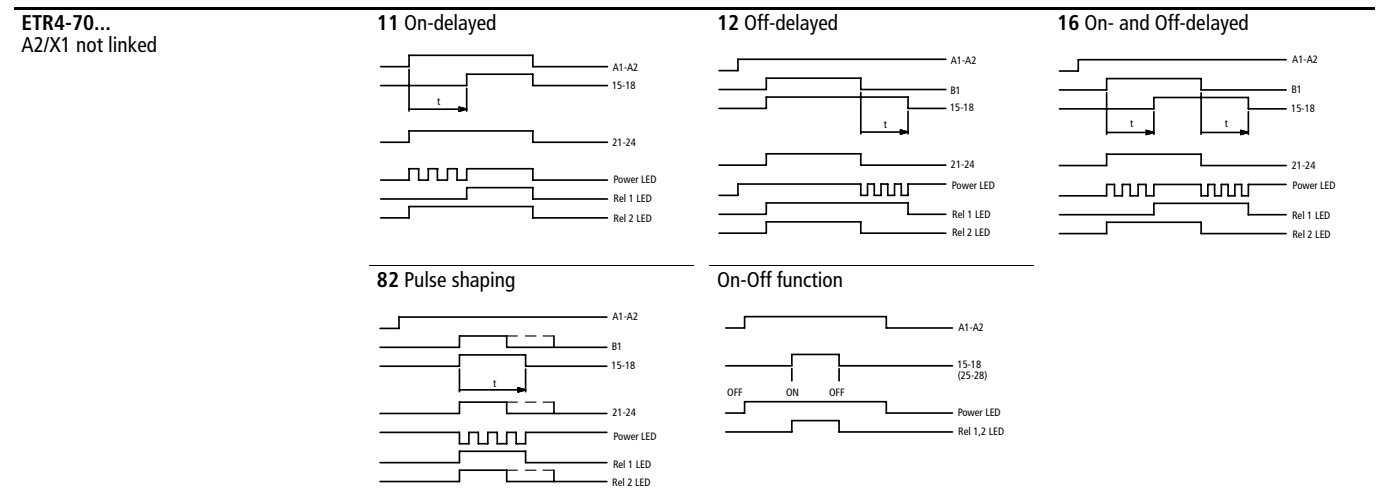 ETR4-70...
A2/X1 not linked
11 On-delayed
A1-A2
15-18
t
21-24
Power LED
Rel 1 LED
Rel 2 LED
12 Off-delayed
A1-A2
B1
15-18
t
21-24
Power LED
Rel 1 LED
Rel 2 LED
16 On- and Off-delayed
A1-A2
B1
15-18
t t
21-24
Power LED
Rel 1 LED
Rel 2 LED
82 Pulse shaping
A1-A2
B1
15-18
t
21-24
Power LED
Rel 1 LED
Rel 2 LED
On-Off function
A1-A2
15-18
(25-28)
OFF ON OFF
Power LED
Rel 1,2 LED